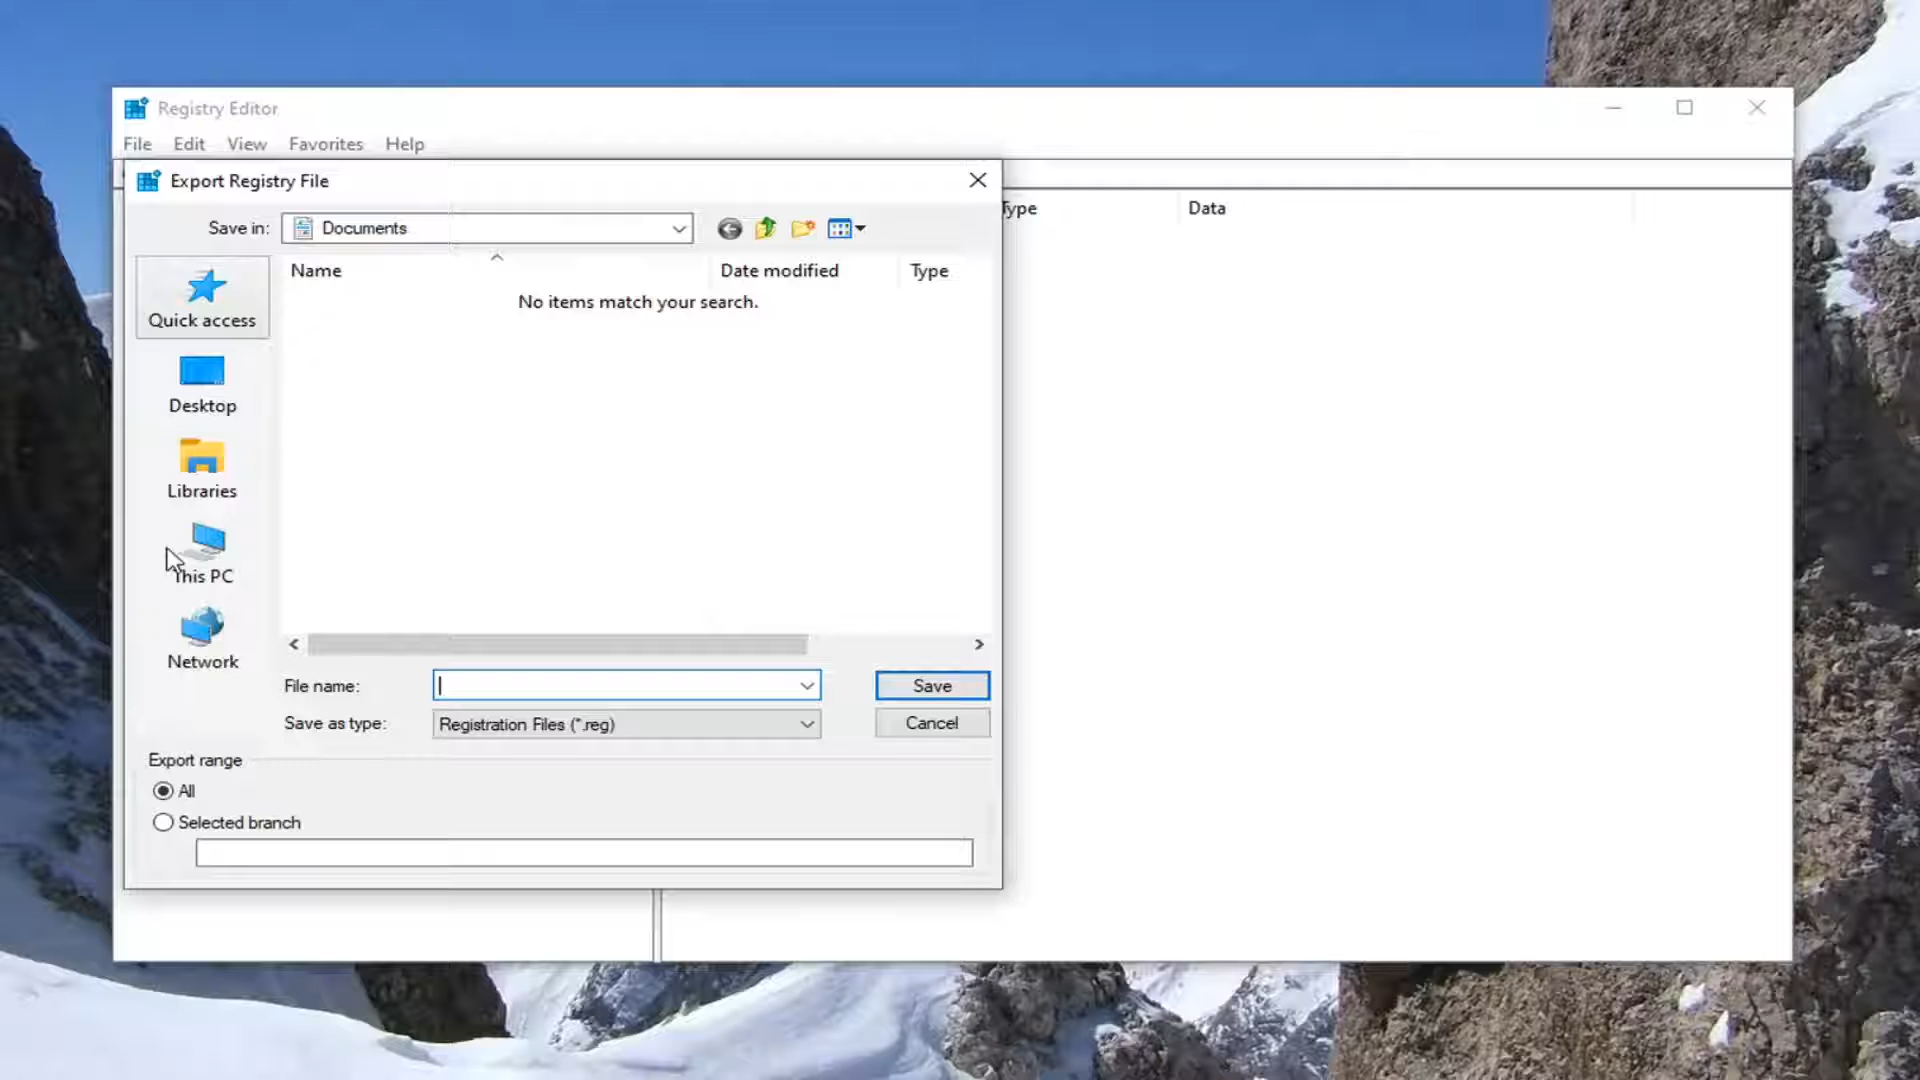 Registry Editor
File Edit View Favorites Help
Export Registry File
Save in: Documents
Type Data
Name Date modified Type
No items match your search.
Quick access
Desktop
Libraries
This PC
Network
File name: Save
Save as type: Registration Files (*.reg) Cancel
Export range
All
Selected branch